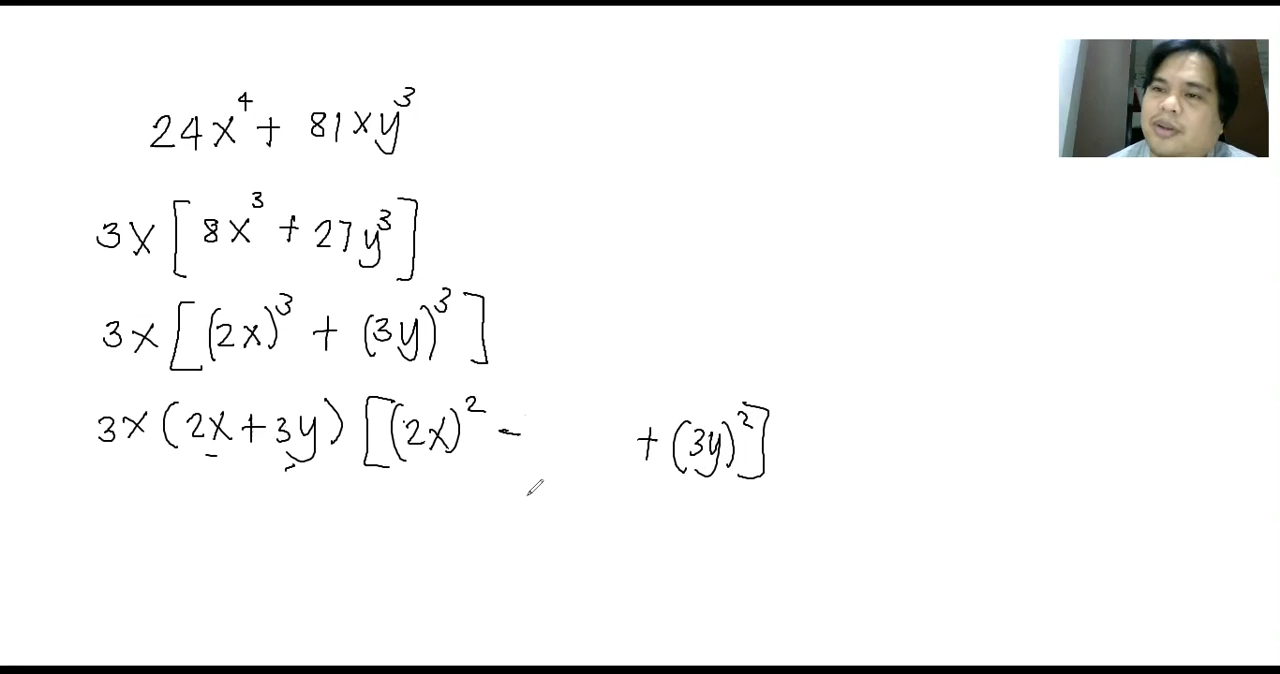 24x⁴ + 81xy³
3x [ 8x³ + 27y³ ]
3x [ (2x)³ + (3y)³ ]
3x (2x + 3y) [ (2x)² - + (3y)² ]